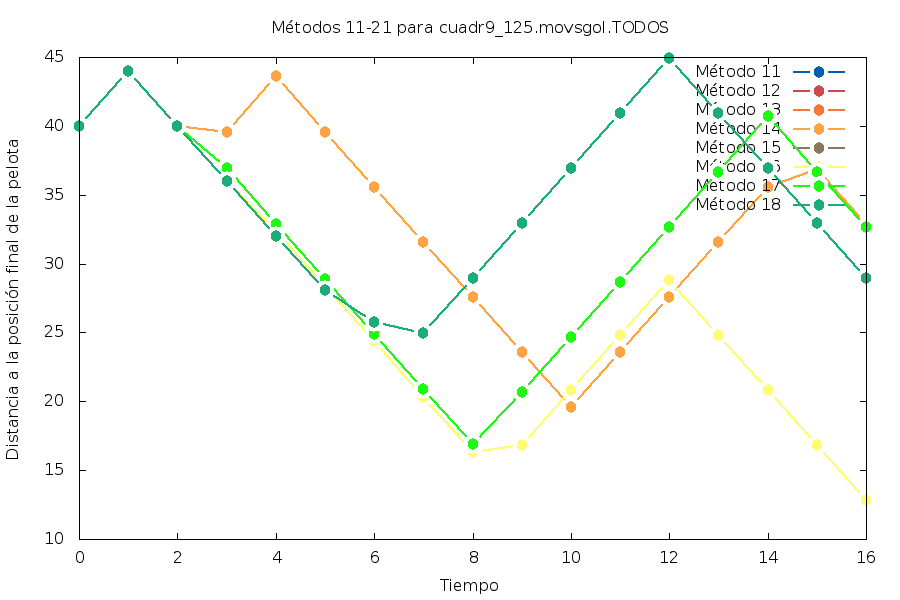 Métodos 11-21 para cuadr9_125.movsgol.TODOS
Distancia a la posición final de la pelota
45
40
35
30
25
20
15
10
0 2 4 6 8 10 12 14 16
Tiempo
Método 11
Método 12
Método 13
Método 14
Método 15
Método 16
Método 17
Método 18